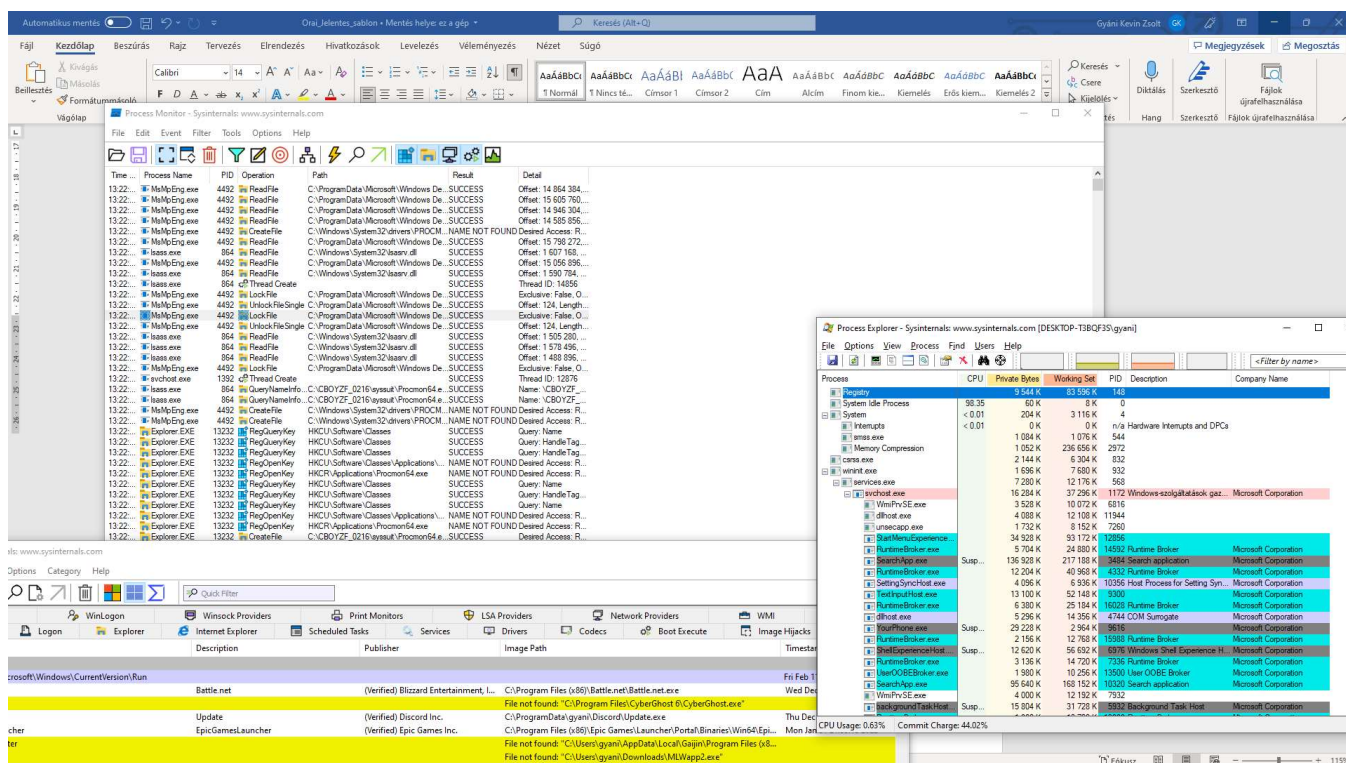 Automatikus mentés
Orai_Jelentes_sablon • Mentés helye: ez a gép
Keresés (Alt+Q)
Gyáni Kevin Zsolt GK
Fájl Kezdőlap Beszúrás Rajz Tervezés Elrendezés Hivatkozások Levelezés Véleményezés Nézet Súgó
Megjegyzések Megosztás
Beillesztés
Kivágás
Másolás
Formátummásoló
Vágólap
Calibri 14
AaÁáBbCc AaÁáBbCc AaÁáBl AaÁáBb( AaA AaÁáBb( AaÁáBbC AaÁáBbC AaÁáBbC AaÁáBbCc
¶ Normál ¶ Nincs té... Címsor 1 Címsor 2 Cím Alcím Finom kie... Kiemelés Erős kiem... Kiemelés 2
Keresés
Csere
Kijelölés
Diktálás Szerkesztő Fájlok újrafelhasználása
Hang Szerkesztő Fájlok újrafelhasználása
Process Monitor - Sysinternals: www.sysinternals.com
File Edit Event Filter Tools Options Help
Time ... Process Name PID Operation Path Result Detail
13:22:... MsMpEng.exe 4492 ReadFile C:\ProgramData\Microsoft\Windows De...SUCCESS Offset: 14 864 384,...
13:22:... MsMpEng.exe 4492 ReadFile C:\ProgramData\Microsoft\Windows De...SUCCESS Offset: 15 605 760,...
13:22:... MsMpEng.exe 4492 ReadFile C:\ProgramData\Microsoft\Windows De...SUCCESS Offset: 14 946 304,...
13:22:... MsMpEng.exe 4492 ReadFile C:\ProgramData\Microsoft\Windows De...SUCCESS Offset: 14 585 856,...
13:22:... MsMpEng.exe 4492 CreateFile C:\Windows\System32\drivers\PROCM...NAME NOT FOUND Desired Access: R...
13:22:... MsMpEng.exe 4492 ReadFile C:\ProgramData\Microsoft\Windows De...SUCCESS Offset: 15 798 272,...
13:22:... lsass.exe 864 ReadFile C:\Windows\System32\lsasrv.dll SUCCESS Offset: 1 607 168, ...
13:22:... MsMpEng.exe 4492 ReadFile C:\ProgramData\Microsoft\Windows De...SUCCESS Offset: 15 056 896,...
13:22:... lsass.exe 864 ReadFile C:\Windows\System32\lsasrv.dll SUCCESS Offset: 1 590 784, ...
13:22:... lsass.exe 864 Thread Create SUCCESS Thread ID: 14856
13:22:... MsMpEng.exe 4492 LockFile C:\ProgramData\Microsoft\Windows De...SUCCESS Exclusive: False, O...
13:22:... MsMpEng.exe 4492 UnlockFileSingle C:\ProgramData\Microsoft\Windows De...SUCCESS Offset: 124, Length...
13:22:... MsMpEng.exe 4492 LockFile C:\ProgramData\Microsoft\Windows De...SUCCESS Exclusive: False, O...
13:22:... MsMpEng.exe 4492 UnlockFileSingle C:\ProgramData\Microsoft\Windows De...SUCCESS Offset: 124, Length...
13:22:... lsass.exe 864 ReadFile C:\Windows\System32\lsasrv.dll SUCCESS Offset: 1 505 280, ...
13:22:... lsass.exe 864 ReadFile C:\Windows\System32\lsasrv.dll SUCCESS Offset: 1 578 496, ...
13:22:... lsass.exe 864 ReadFile C:\Windows\System32\lsasrv.dll SUCCESS Offset: 1 488 896, ...
13:22:... MsMpEng.exe 4492 LockFile C:\ProgramData\Microsoft\Windows De...SUCCESS Exclusive: False, O...
13:22:... svchost.exe 1392 Thread Create SUCCESS Thread ID: 12876
13:22:... lsass.exe 864 QueryNameInfo...C:\CBOYZF_0216\syssuit\Procmon64.e...SUCCESS Name: \CBOYZF_...
13:22:... lsass.exe 864 QueryNameInfo...C:\CBOYZF_0216\syssuit\Procmon64.e...SUCCESS Name: \CBOYZF_...
13:22:... MsMpEng.exe 4492 CreateFile C:\Windows\System32\drivers\PROCM...NAME NOT FOUND Desired Access: R...
13:22:... MsMpEng.exe 4492 CreateFile C:\Windows\System32\drivers\PROCM...NAME NOT FOUND Desired Access: R...
13:22:... Explorer.EXE 13232 RegQueryKey HKCU\Software\Classes SUCCESS Query: Name
13:22:... Explorer.EXE 13232 RegQueryKey HKCU\Software\Classes SUCCESS Query: HandleTag...
13:22:... Explorer.EXE 13232 RegOpenKey HKCU\Software\Classes\Applications\... NAME NOT FOUND Desired Access: R...
13:22:... Explorer.EXE 13232 RegOpenKey HKCR\Applications\Procmon64.exe NAME NOT FOUND Desired Access: R...
13:22:... Explorer.EXE 13232 RegQueryKey HKCU\Software\Classes SUCCESS Query: Name
13:22:... Explorer.EXE 13232 RegQueryKey HKCU\Software\Classes SUCCESS Query: HandleTag...
13:22:... Explorer.EXE 13232 RegQueryKey HKCU\Software\Classes SUCCESS Query: Name
13:22:... Explorer.EXE 13232 RegOpenKey HKCU\Software\Classes\Applications\... NAME NOT FOUND Desired Access: R...
13:22:... Explorer.EXE 13232 RegOpenKey HKCR\Applications\Procmon64.exe NAME NOT FOUND Desired Access: R...
13:22:... Explorer.EXE 13232 CreateFile C:\CBOYZF_0216\syssuit\Procmon64.e...SUCCESS Desired Access: R...
Process Explorer - Sysinternals: www.sysinternals.com [DESKTOP-T3BQF3S\gyani]
File Options View Process Find Users Help
<Filter by name>
Process CPU Private Bytes Working Set PID Description Company Name
Registry 9 544 K 83 596 K 148
System Idle Process 98.35 60 K 8 K 0
System < 0.01 204 K 3 116 K 4
Interrupts < 0.01 0 K 0 K n/a Hardware Interrupts and DPCs
smss.exe 1 084 K 1 076 K 544
Memory Compression 1 052 K 236 656 K 2972
csrss.exe 2 144 K 6 304 K 832
wininit.exe 1 696 K 7 680 K 932
services.exe 7 280 K 12 176 K 568
svchost.exe 16 284 K 37 296 K 1172 Windows-szolgáltatások gaz... Microsoft Corporation
WmiPrvSE.exe 3 528 K 10 072 K 6816
dllhost.exe 4 088 K 12 108 K 11944
unsecapp.exe 1 732 K 8 152 K 7260
StartMenuExperience... 34 928 K 93 172 K 12856
RuntimeBroker.exe 5 704 K 24 880 K 14592 Runtime Broker Microsoft Corporation
SearchApp.exe Susp... 136 928 K 217 188 K 3484 Search application Microsoft Corporation
RuntimeBroker.exe 12 204 K 40 968 K 4332 Runtime Broker Microsoft Corporation
SettingSyncHost.exe 4 096 K 6 936 K 10356 Host Process for Setting Syn... Microsoft Corporation
TextInputHost.exe 13 100 K 52 148 K 9300
RuntimeBroker.exe 6 380 K 25 184 K 16028 Runtime Broker Microsoft Corporation
dllhost.exe 5 296 K 14 356 K 4744 COM Surrogate Microsoft Corporation
YourPhone.exe Susp... 29 228 K 2 964 K 9616
RuntimeBroker.exe 2 156 K 12 768 K 15988 Runtime Broker Microsoft Corporation
ShellExperienceHost... Susp... 12 620 K 56 692 K 6976 Windows Shell Experience H... Microsoft Corporation
RuntimeBroker.exe 3 136 K 14 720 K 7336 Runtime Broker Microsoft Corporation
UserOOBEBroker.exe 1 980 K 10 256 K 13500 User OOBE Broker Microsoft Corporation
SearchApp.exe 95 640 K 168 152 K 10320 Search application Microsoft Corporation
WmiPrvSE.exe 4 000 K 12 192 K 7932
backgroundTaskHost... Susp... 15 804 K 31 728 K 5932 Background Task Host Microsoft Corporation
CPU Usage: 0.63% Commit Charge: 44.02%
als: www.sysinternals.com
Options Category Help
Quick Filter
WinLogon Winsock Providers Print Monitors LSA Providers Network Providers WMI
Logon Explorer Internet Explorer Scheduled Tasks Services Drivers Codecs Boot Execute Image Hijacks
Description Publisher Image Path Timestar
crosoft\Windows\CurrentVersion\Run Fri Feb 1
Battle.net (Verified) Blizzard Entertainment, I... C:\Program Files (x86)\Battle.net\Battle.net.exe Wed Dec
File not found: "C:\Program Files\CyberGhost 6\CyberGhost.exe"
Update (Verified) Discord Inc. C:\ProgramData\gyani\Discord\Update.exe Thu Dec
cher EpicGamesLauncher (Verified) Epic Games Inc. C:\Program Files (x86)\Epic Games\Launcher\Portal\Binaries\Win64\Epi... Mon Jan
ter File not found: "C:\Users\gyani\AppData\Local\Gaijin\Program Files (x8...
File not found: "C:\Users\gyani\Downloads\MLWapp2.exe"
Fókusz 115%